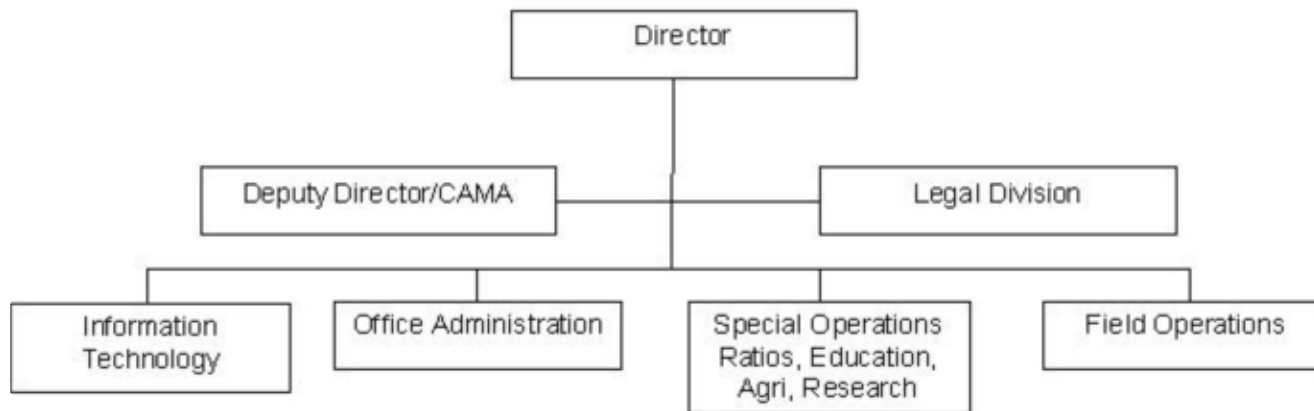 Director
Deputy Director/CAMA
Legal Division
Information
Technology
Office Administration
Special Operations
Ratios, Education,
Agri, Research
Field Operations